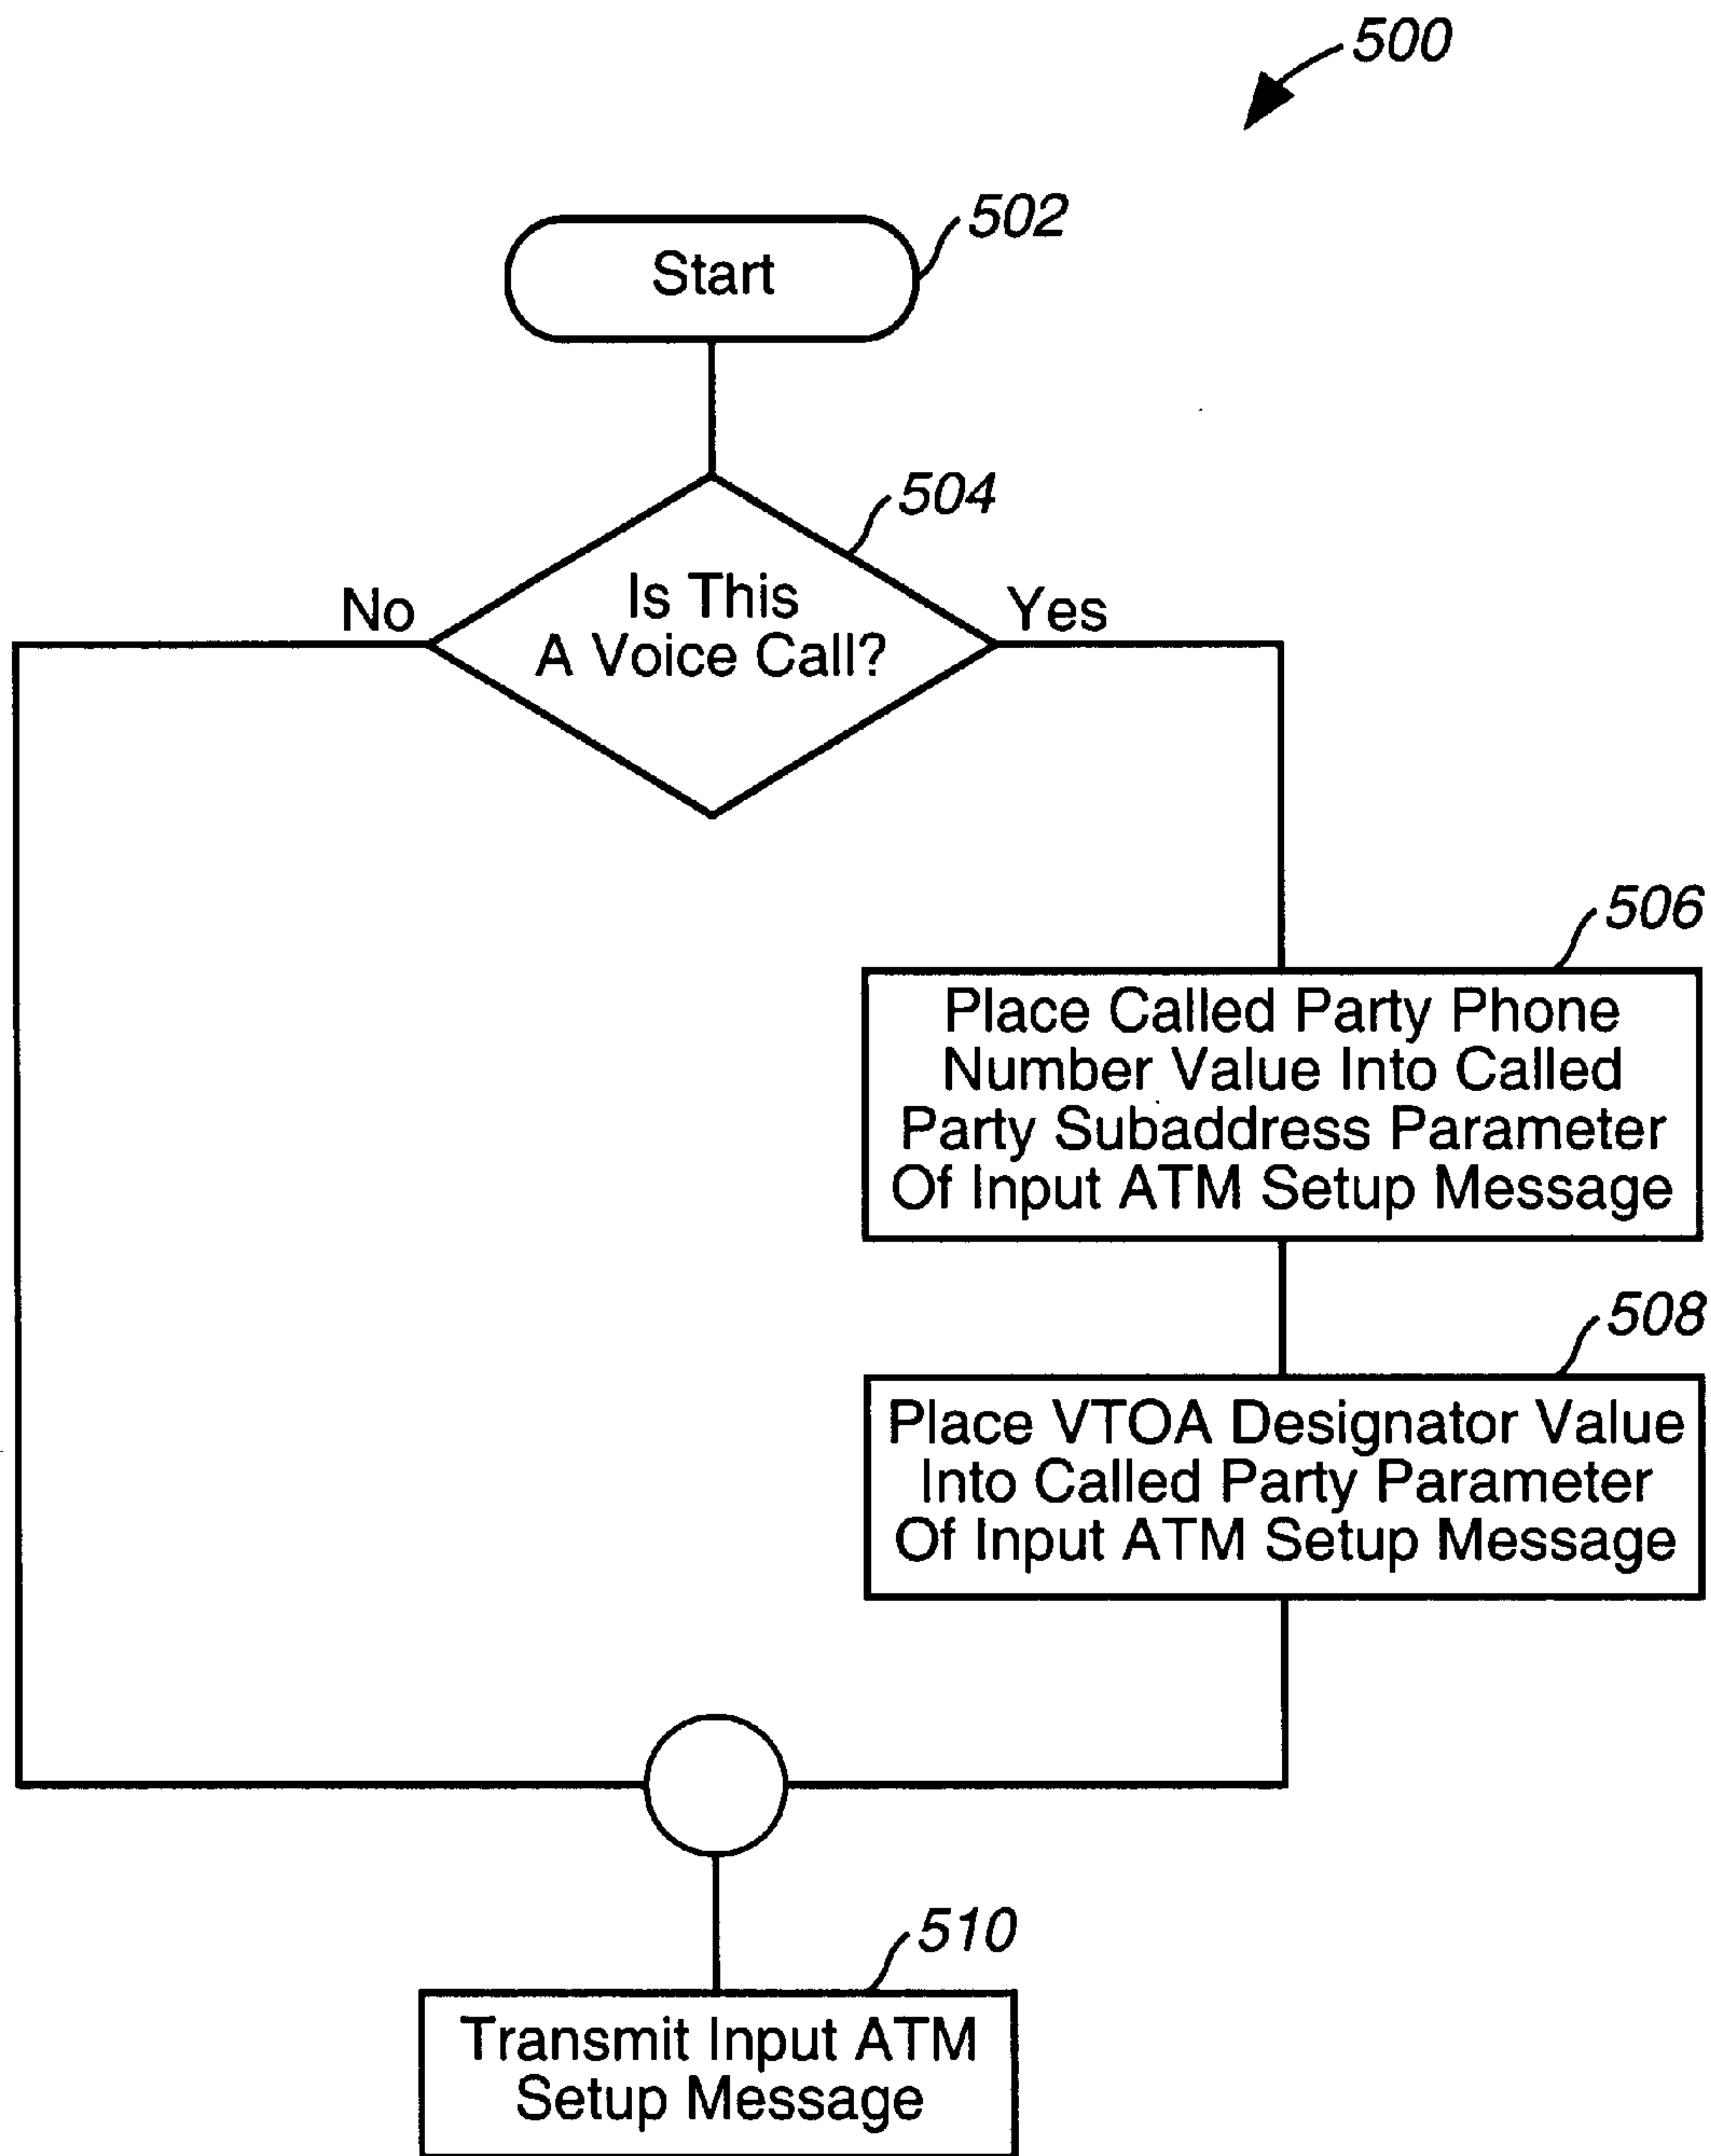 500
502
Start
504
No
Yes
Is This
A Voice Call?
506
Place Called Party Phone
Number Value Into Called
Party Subaddress Parameter
Of Input ATM Setup Message
508
Place VTOA Designator Value
Into Called Party Parameter
Of Input ATM Setup Message
510
Transmit Input ATM
Setup Message